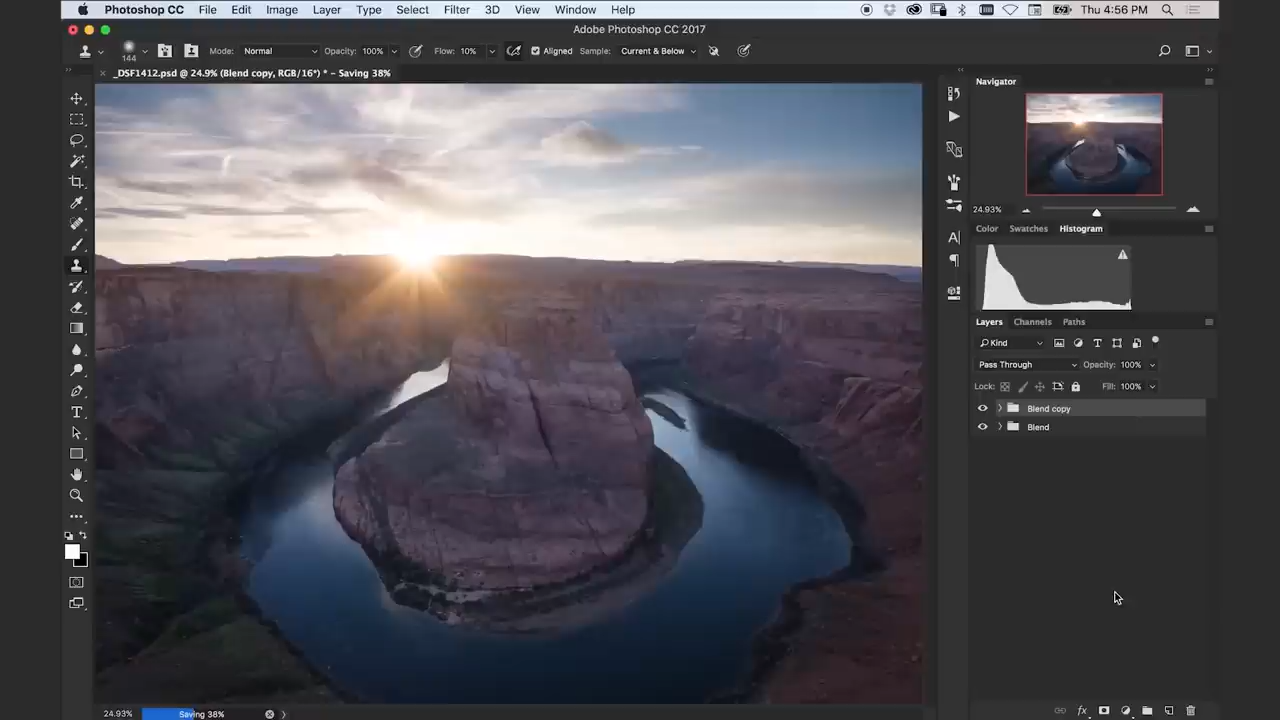 Photoshop CC File Edit Image Layer Type Select Filter 3D View Window Help Thu 4:56 PM
Adobe Photoshop CC 2017
144 Mode: Normal Opacity: 100% Flow: 10% Aligned Sample: Current & Below
_DSF1412.psd @ 24.9% (Blend copy, RGB/16*) * – Saving 38%
Navigator
24.93%
Color Swatches Histogram
Layers Channels Paths
Kind
Pass Through Opacity: 100%
Lock: Fill: 100%
Blend copy
Blend
24.93% Saving 38%